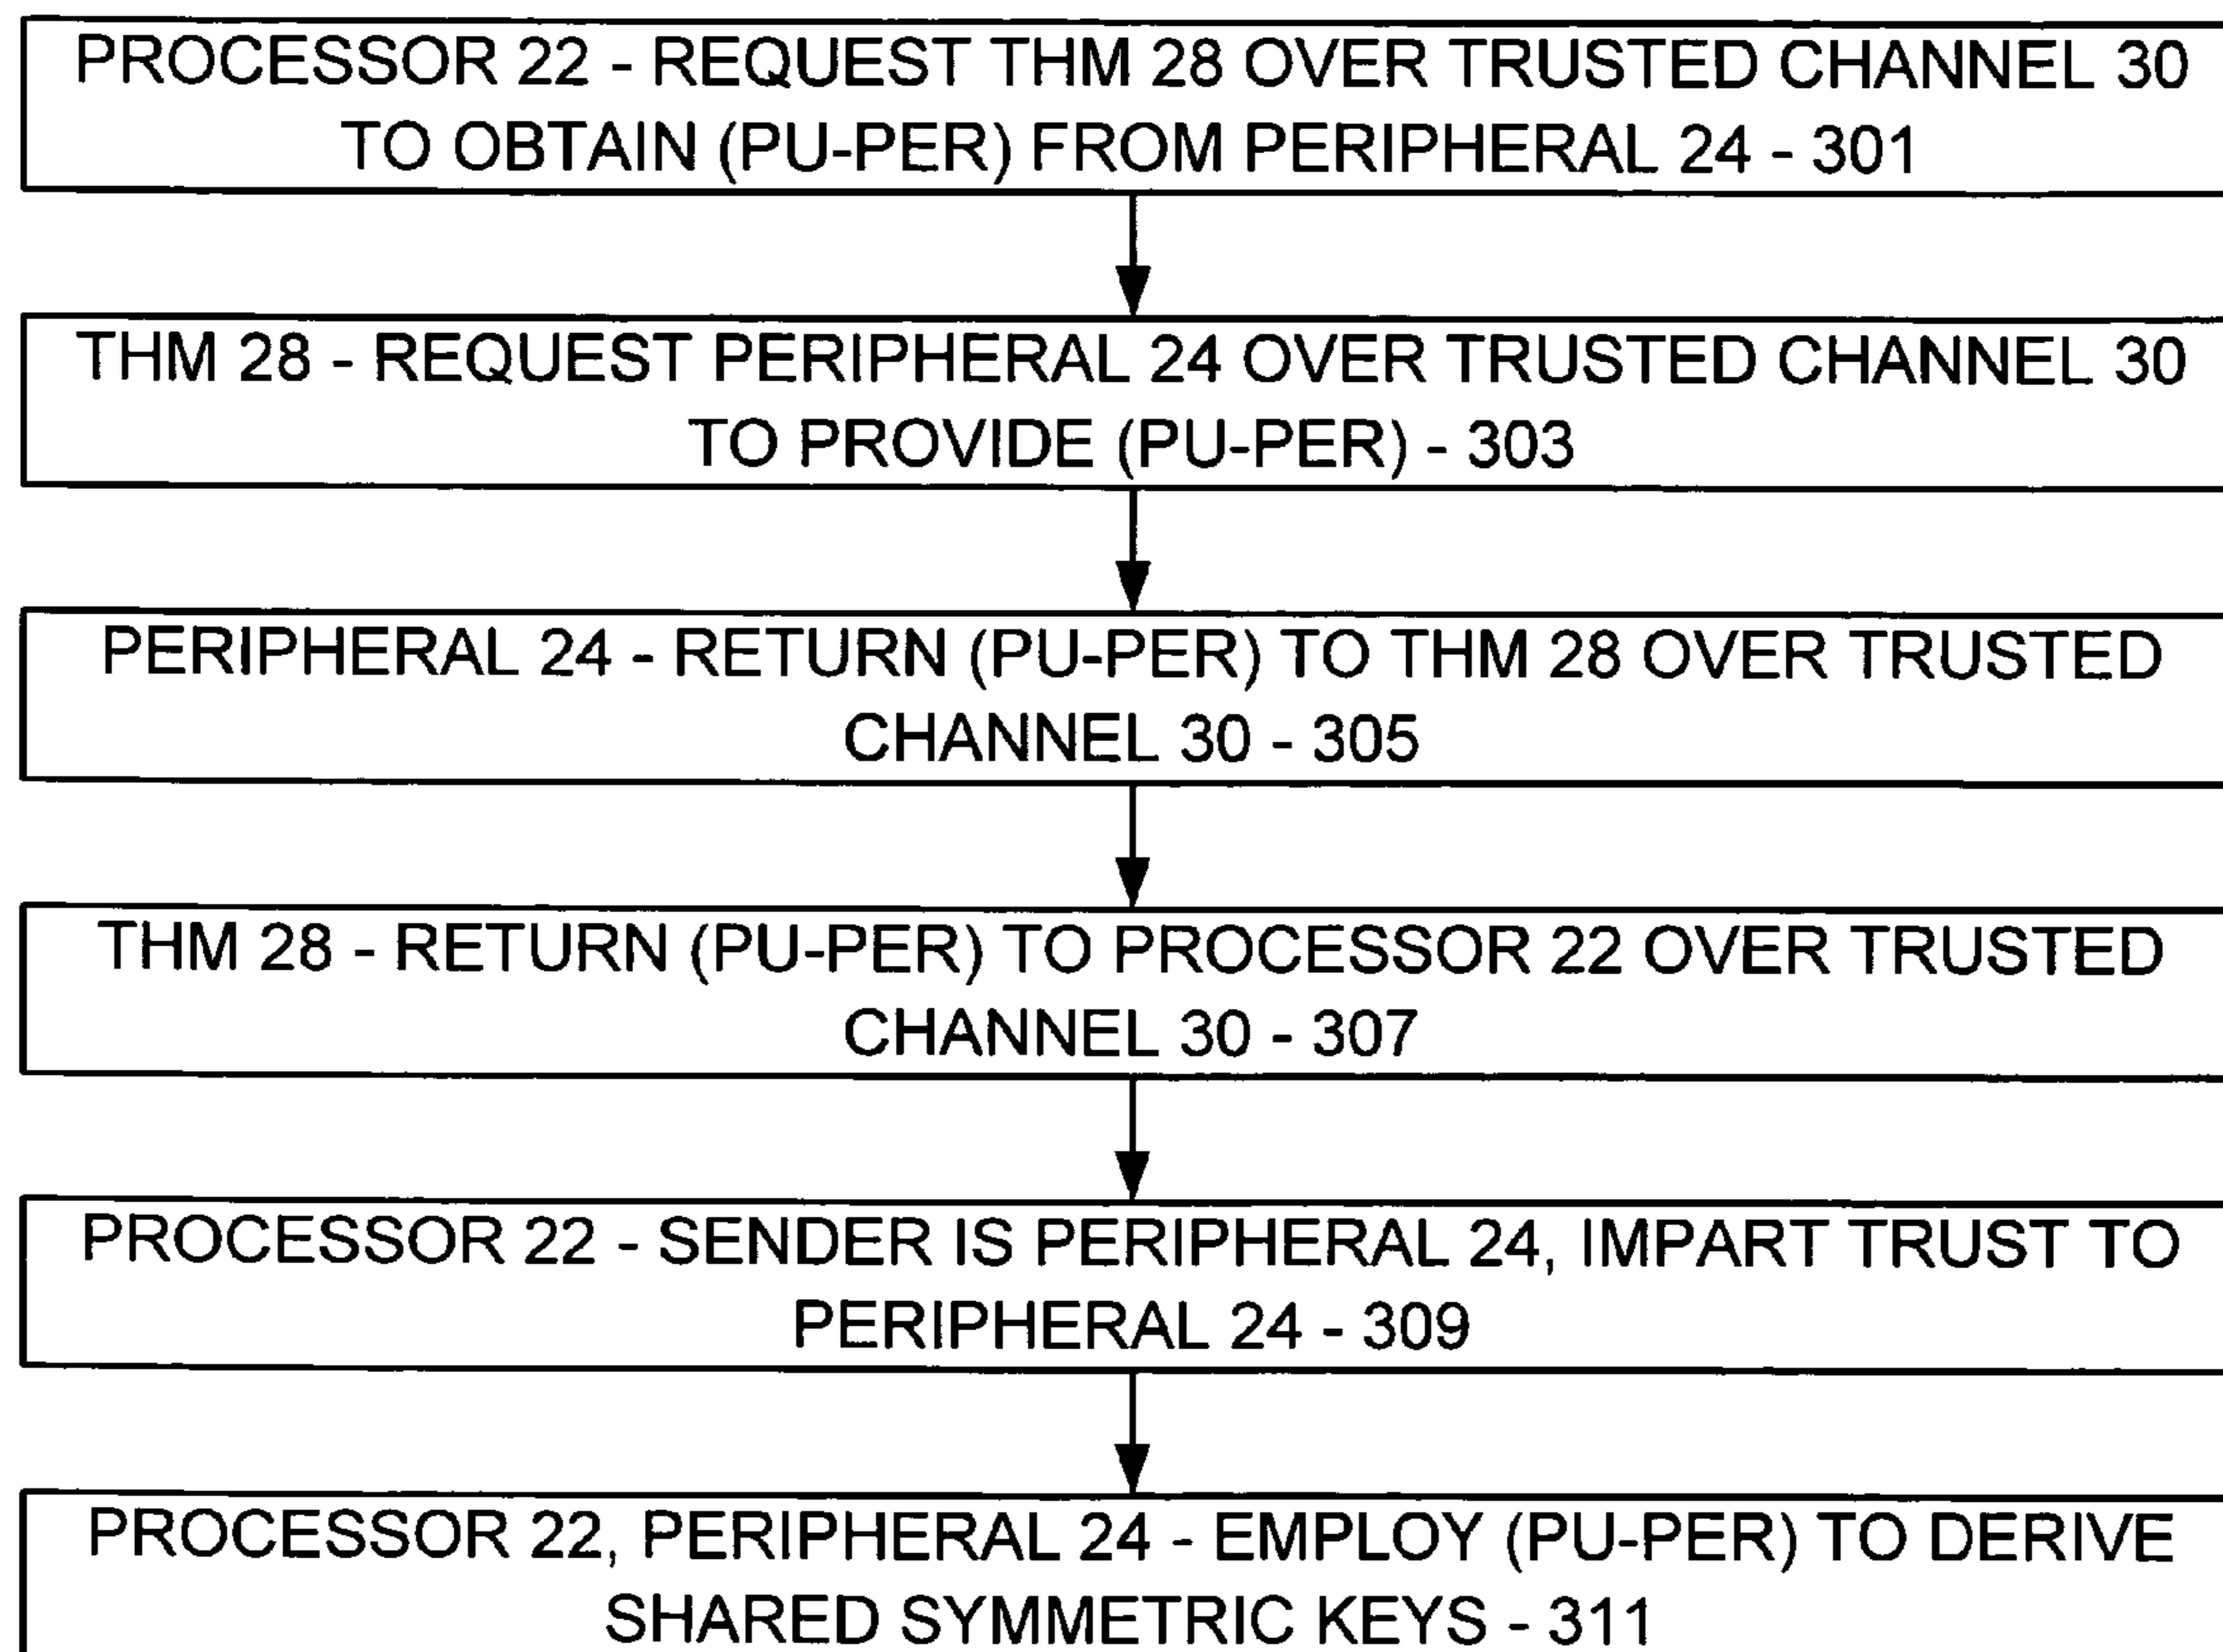 PROCESSOR 22 - REQUEST THM 28 OVER TRUSTED CHANNEL 30
TO OBTAIN (PU-PER) FROM PERIPHERAL 24 - 301
THM 28 - REQUEST PERIPHERAL 24 OVER TRUSTED CHANNEL 30
TO PROVIDE (PU-PER) - 303
PERIPHERAL 24 - RETURN (PU-PER) TO THM 28 OVER TRUSTED
CHANNEL 30 - 305
THM 28 - RETURN (PU-PER) TO PROCESSOR 22 OVER TRUSTED
CHANNEL 30 - 307
PROCESSOR 22 - SENDER IS PERIPHERAL 24, IMPART TRUST TO
PERIPHERAL 24 - 309
PROCESSOR 22, PERIPHERAL 24 - EMPLOY (PU-PER) TO DERIVE
SHARED SYMMETRIC KEYS - 311